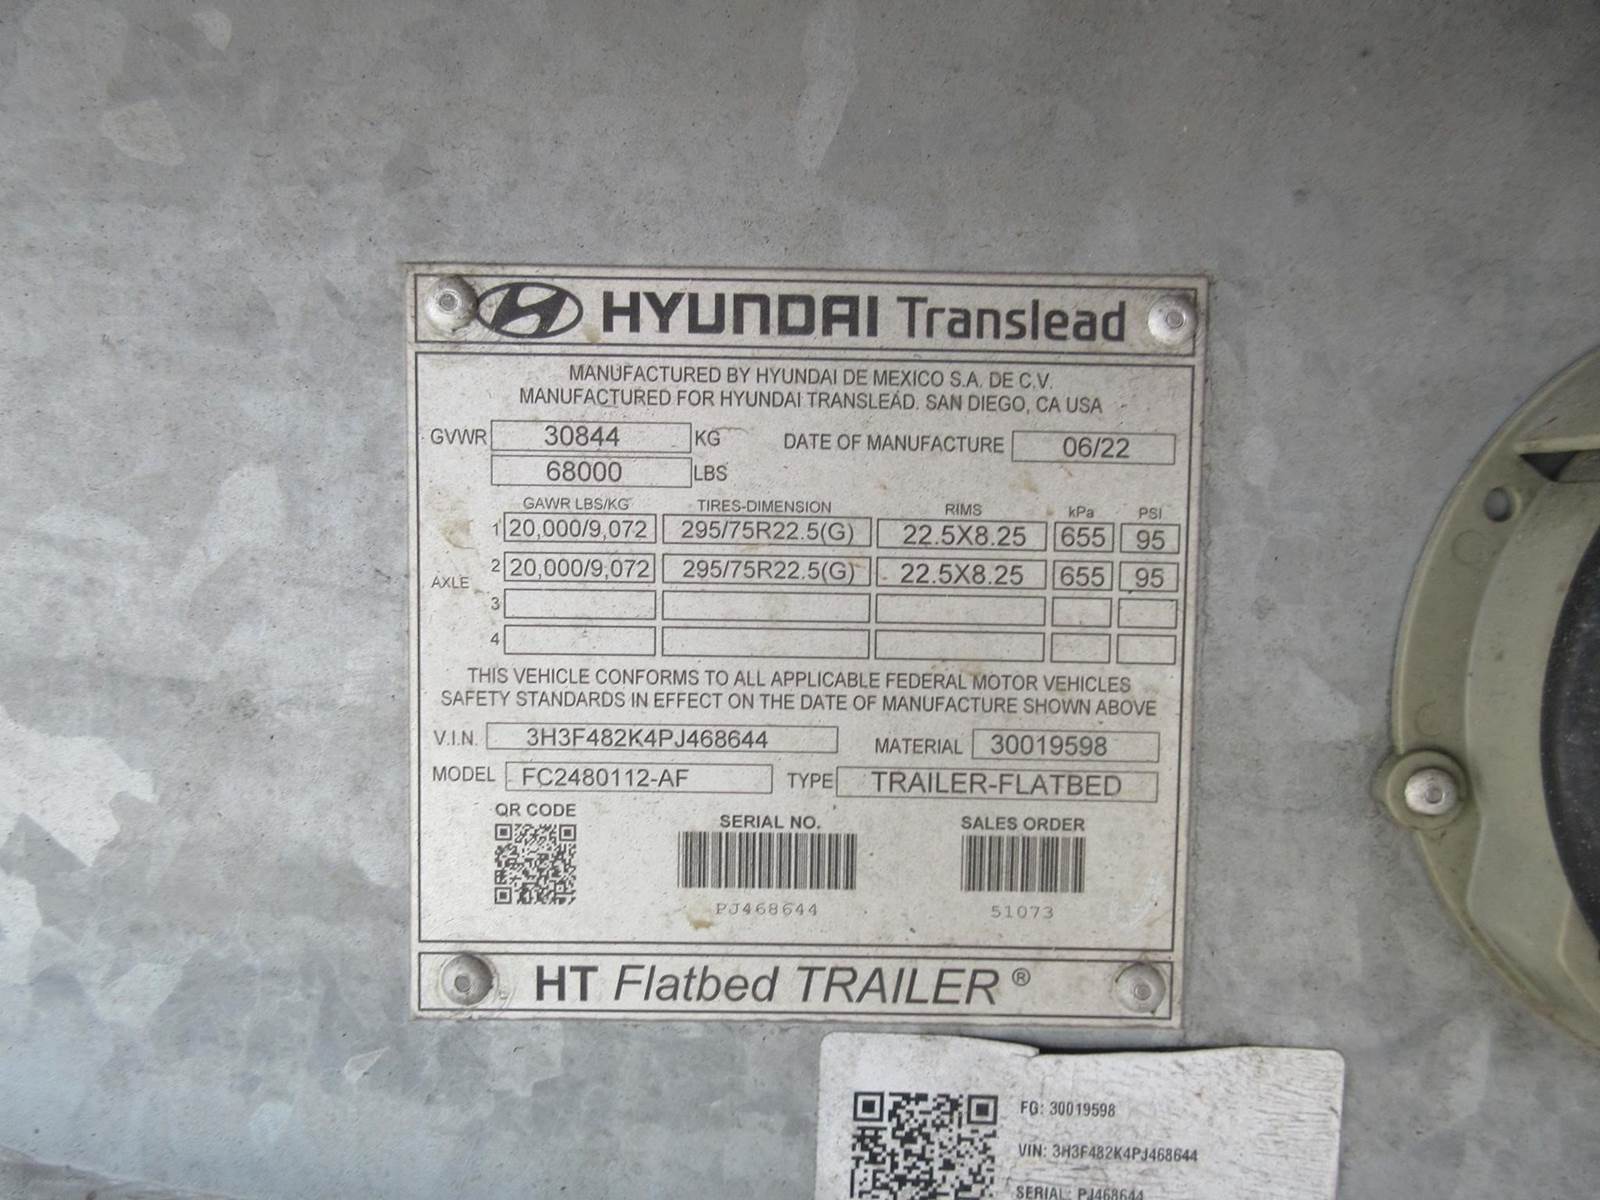 HYUNDAI Translead
MANUFACTURED BY HYUNDAI DE MEXICO S.A. DE C.V.
MANUFACTURED FOR HYUNDAI TRANSLEAD. SAN DIEGO, CA USA
GVWR 30844 KG DATE OF MANUFACTURE 06/22
68000 LBS
GAWR LBS/KG TIRES-DIMENSION RIMS kPa PSI
1 20,000/9,072 295/75R22.5(G) 22.5X8.25 655 95
2 20,000/9,072 295/75R22.5(G) 22.5X8.25 655 95
AXLE
3
4
THIS VEHICLE CONFORMS TO ALL APPLICABLE FEDERAL MOTOR VEHICLES
SAFETY STANDARDS IN EFFECT ON THE DATE OF MANUFACTURE SHOWN ABOVE
V.I.N. 3H3F482K4PJ468644 MATERIAL 30019598
MODEL FC2480112-AF TYPE TRAILER-FLATBED
QR CODE SERIAL NO. SALES ORDER
PJ468644 51073
HT Flatbed TRAILER®
FG: 30019598
VIN: 3H3F482K4PJ468644
SERIAL: PJ468644